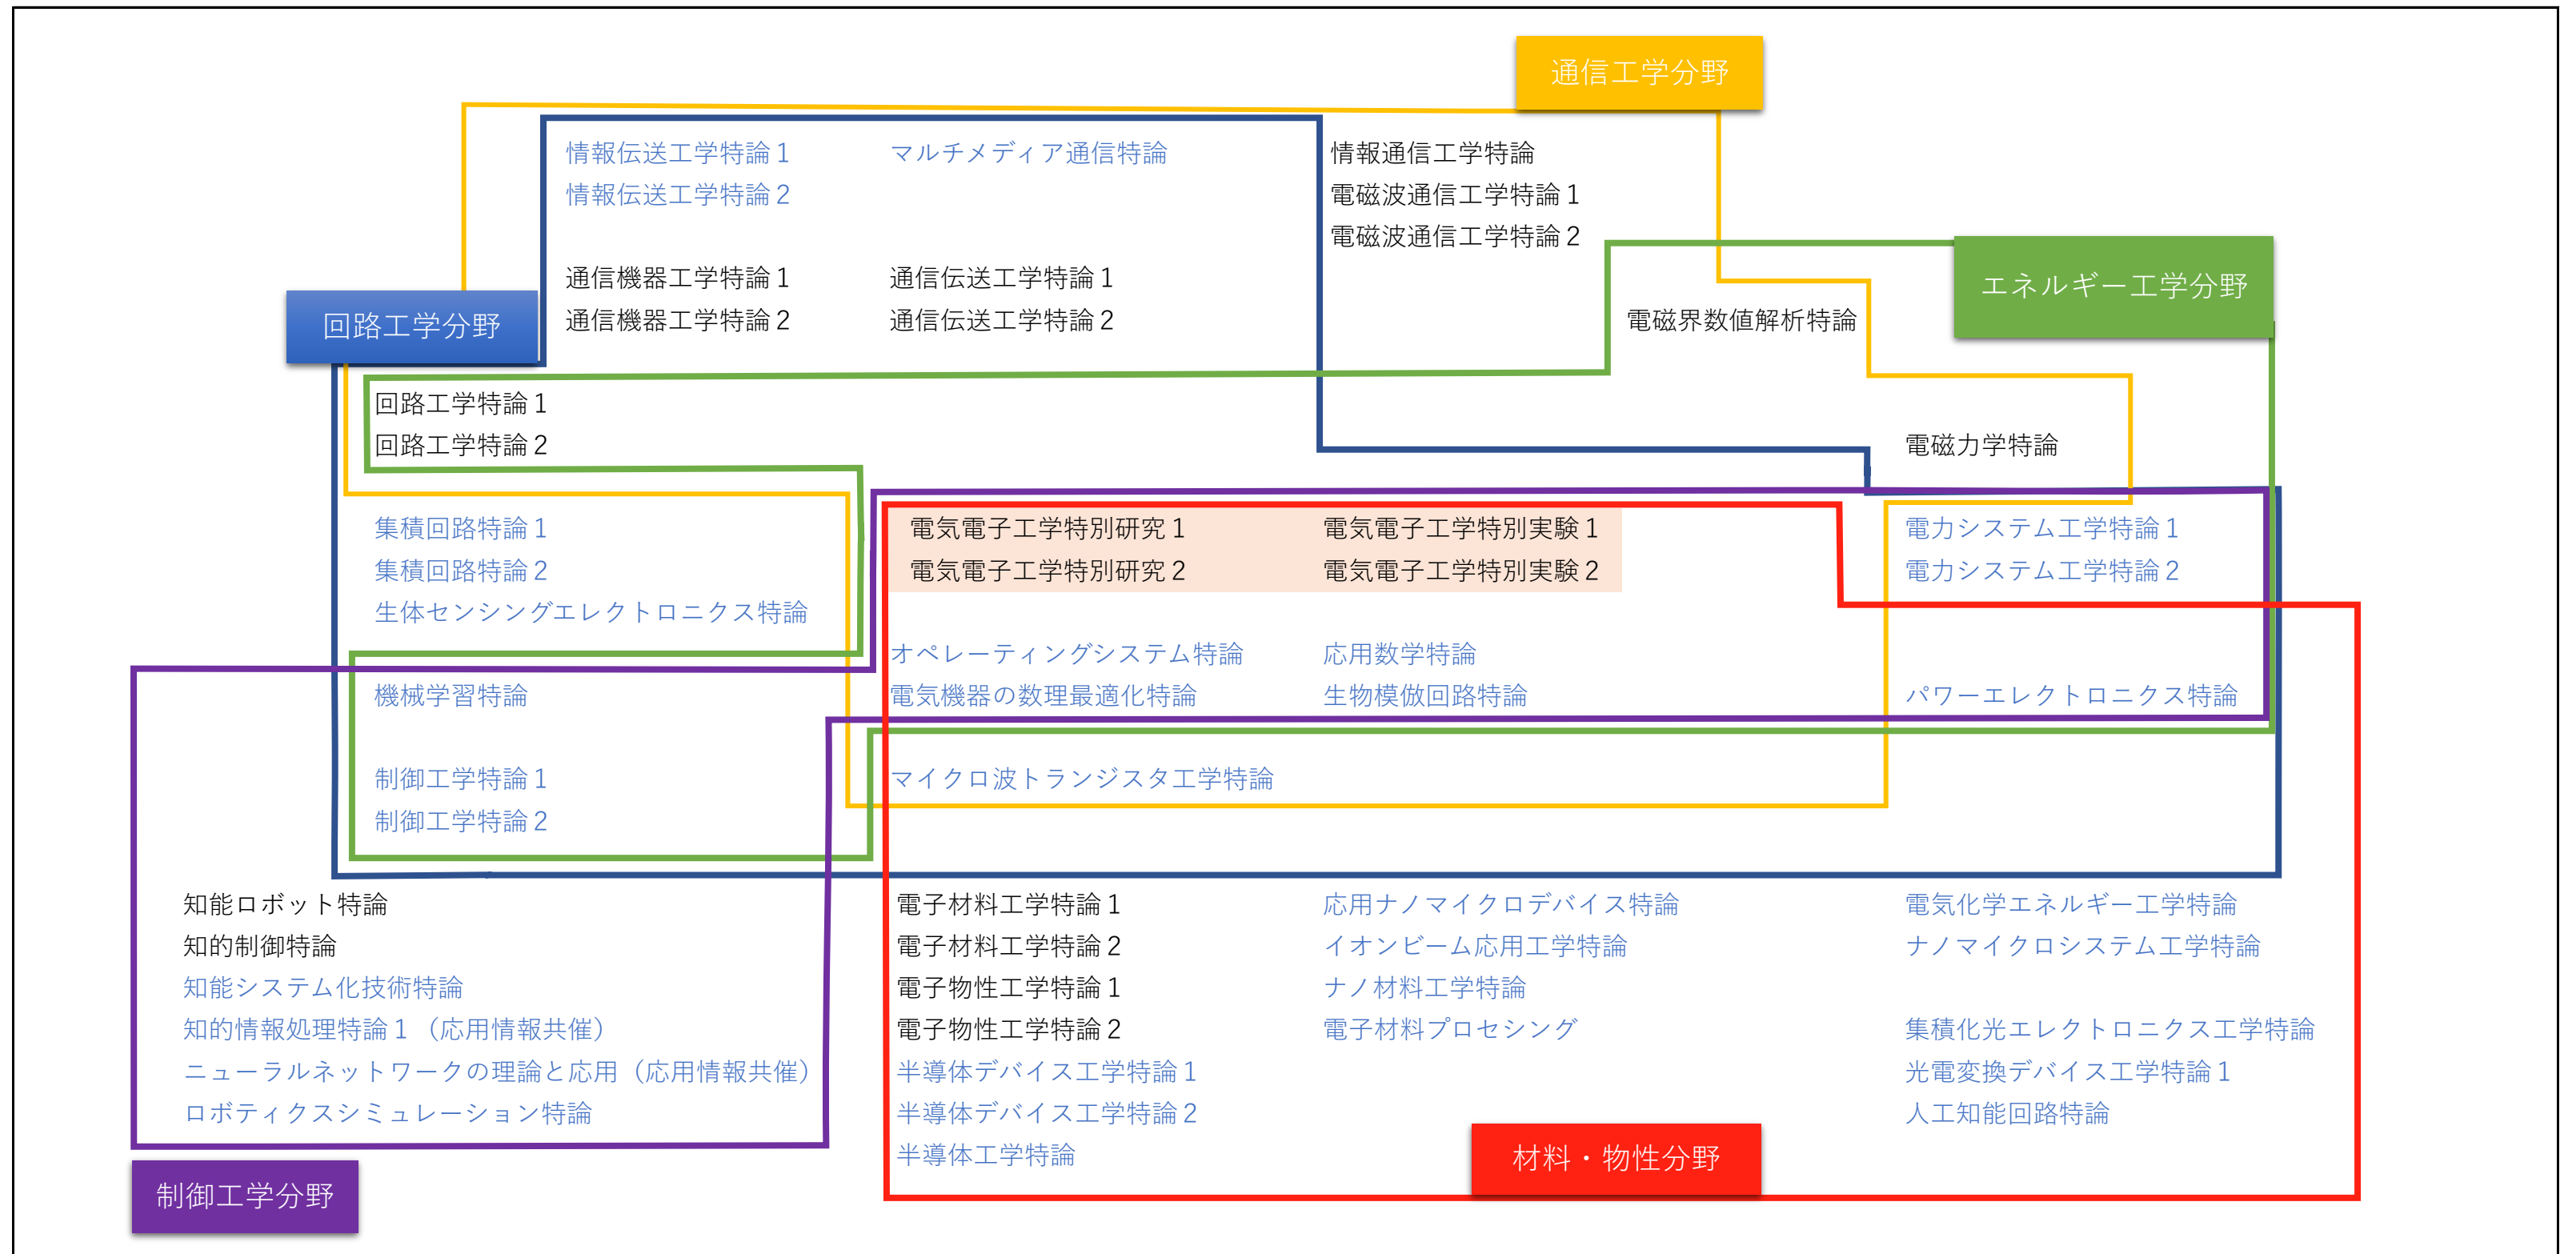 通信工学分野
情報伝送工学特論1
マルチメディア通信特論
情報通信工学特論
情報伝送工学特論2
電磁波通信工学特論1
電磁波通信工学特論2
通信機器工学特論1
通信伝送工学特論1
エネルギー工学分野
回路工学分野
通信機器工学特論2
通信伝送工学特論2
電磁界数値解析特論
回路工学特論1
回路工学特論2
電磁力学特論
集積回路特論1
電気電子工学特別研究1
電気電子工学特別実験1
電力システム工学特論1
集積回路特論2
電気電子工学特別研究2
電気電子工学特別実験2
電力システム工学特論2
生体センシングエレクトロニクス特論
オペレーティングシステム特論
応用数学特論
機械学習特論
電気機器の数理最適化特論
生物模倣回路特論
パワーエレクトロニクス特論
制御工学特論1
マイクロ波トランジスタ工学特論
制御工学特論2
知能ロボット特論
電子材料工学特論1
応用ナノマイクロデバイス特論
電気化学エネルギー工学特論
知的制御特論
電子材料工学特論2
イオンビーム応用工学特論
ナノマイクロシステム工学特論
知能システム化技術特論
電子物性工学特論1
ナノ材料工学特論
知的情報処理特論1（応用情報共催）
電子物性工学特論2
電子材料プロセシング
集積化光エレクトロニクス工学特論
ニューラルネットワークの理論と応用（応用情報共催）
半導体デバイス工学特論1
光電変換デバイス工学特論1
ロボティクスシミュレーション特論
半導体デバイス工学特論2
人工知能回路特論
半導体工学特論
材料・物性分野
制御工学分野